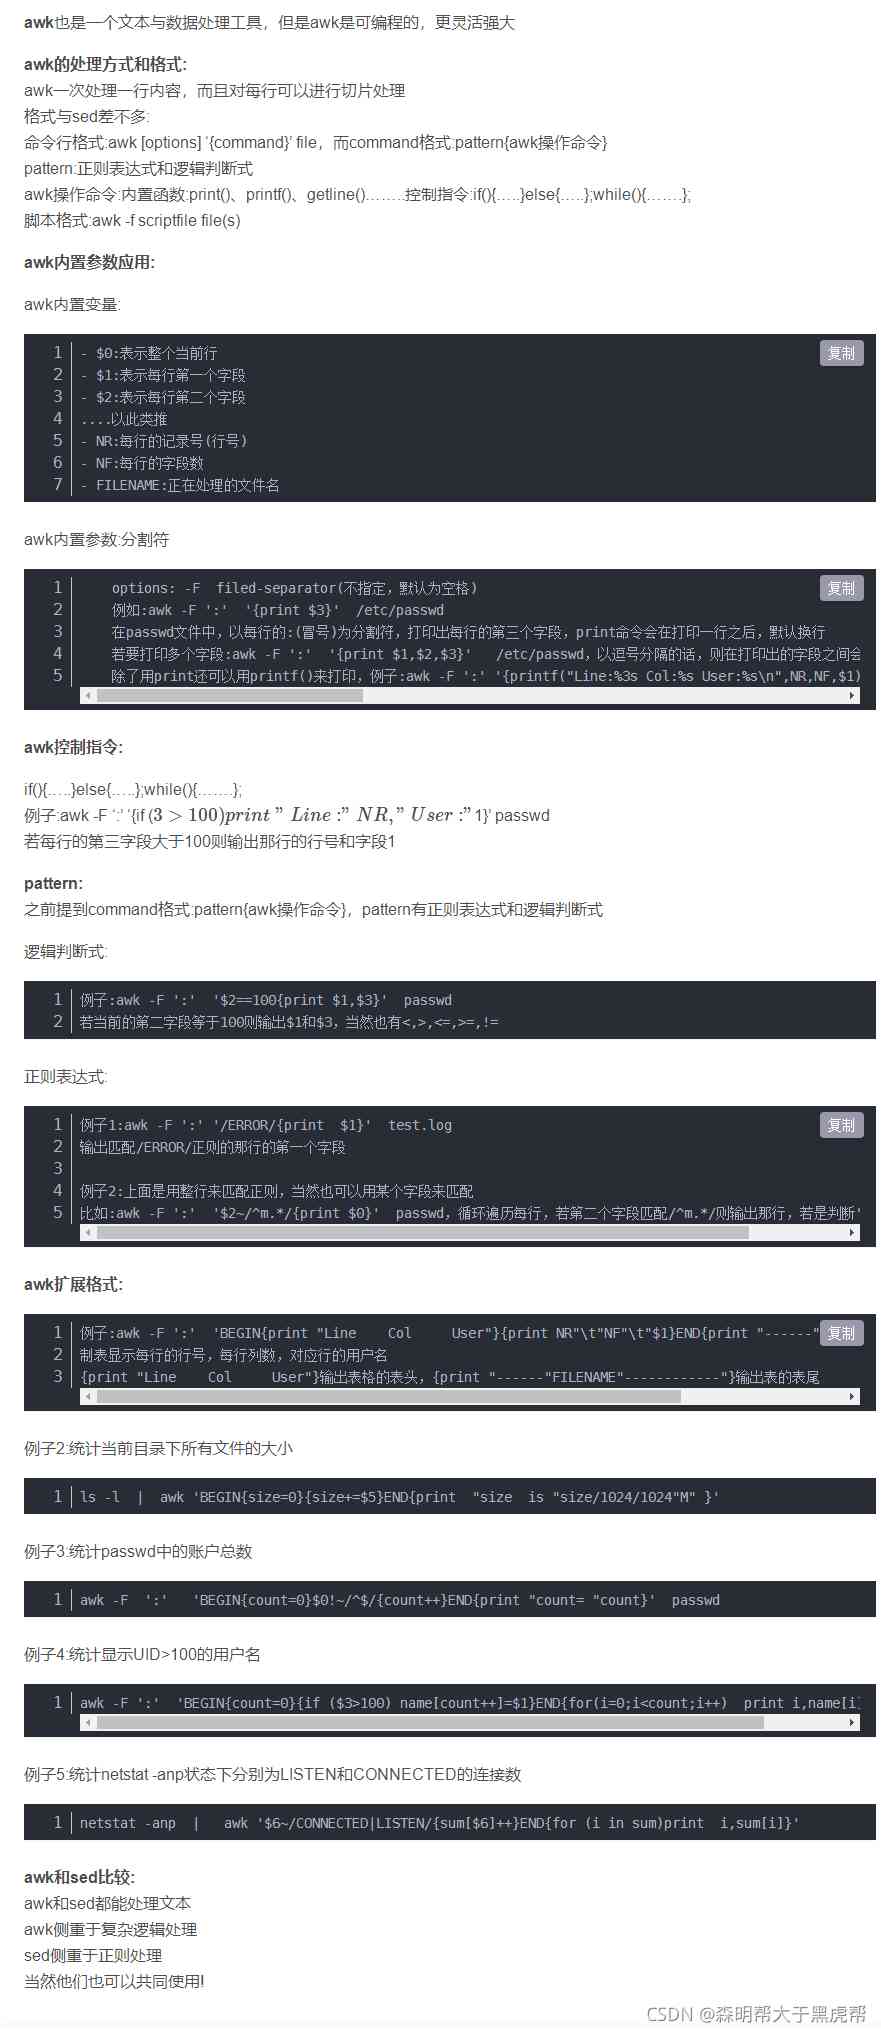 awk也是一个文本与数据处理工具，但是awk是可编程的，更灵活强大
awk的处理方式和格式:
awk一次处理一行内容，而且对每行可以进行切片处理
格式与sed差不多:
命令行格式:awk [options] ‘{command}’ file，而command格式:pattern{awk操作命令}
pattern:正则表达式和逻辑判断式
awk操作命令:内置函数:print()、printf()、getline()……..控制指令:if(){…..}else{…..};while(){…….};
脚本格式:awk -f scriptfile file(s)
awk内置参数应用:
awk内置变量:
复制
1 - $0:表示整个当前行
2 - $1:表示每行第一个字段
3 - $2:表示每行第二个字段
4 ....以此类推
5 - NR:每行的记录号(行号)
6 - NF:每行的字段数
7 - FILENAME:正在处理的文件名
awk内置参数:分割符
复制
1 options: -F  filed-separator(不指定，默认为空格)
2 例如:awk -F ':'  '{print $3}'  /etc/passwd
3 在passwd文件中，以每行的:(冒号)为分割符，打印出每行的第三个字段，print命令会在打印一行之后，默认换行
4 若要打印多个字段:awk -F ':'  '{print $1,$2,$3}'   /etc/passwd，以逗号分隔的话，则在打印出的字段之间会
5 除了用print还可以用printf()来打印，例子:awk -F ':' '{printf("Line:%3s Col:%s User:%s\n",NR,NF,$1)
awk控制指令:
if(){…..}else{…..};while(){…….};
例子:awk -F ‘:’ ‘{if (3 > 100)print ” Line :” NR, ” User :”1}’ passwd
若每行的第三字段大于100则输出那行的行号和字段1
pattern:
之前提到command格式:pattern{awk操作命令}，pattern有正则表达式和逻辑判断式
逻辑判断式:
1 例子:awk -F ':'  '$2==100{print $1,$3}'  passwd
2 若当前的第二字段等于100则输出$1和$3，当然也有<,>,<=,>=,!=
正则表达式:
复制
1 例子1:awk -F ':' '/ERROR/{print  $1}'  test.log
2 输出匹配/ERROR/正则的那行的第一个字段
3
4 例子2:上面是用整行来匹配正则，当然也可以用某个字段来匹配
5 比如:awk -F ':'  '$2~/^m.*/{print $0}'  passwd，循环遍历每行，若第二个字段匹配/^m.*/则输出那行，若是判断'
awk扩展格式:
1 例子:awk -F ':'  'BEGIN{print "Line    Col     User"}{print NR"\t"NF"\t"$1}END{print "------" 复制
2 制表显示每行的行号，每行列数，对应行的用户名
3 {print "Line    Col     User"}输出表格的表头，{print "------"FILENAME"------------"}输出表的表尾
例子2:统计当前目录下所有文件的大小
1 ls -l  |  awk 'BEGIN{size=0}{size+=$5}END{print  "size  is "size/1024/1024"M" }'
例子3:统计passwd中的账户总数
1 awk -F  ':'   'BEGIN{count=0}$0!~/^$/{count++}END{print "count= "count}'  passwd
例子4:统计显示UID>100的用户名
1 awk -F ':'  'BEGIN{count=0}{if ($3>100) name[count++]=$1}END{for(i=0;i<count;i++)  print i,name[i]
例子5:统计netstat -anp状态下分别为LISTEN和CONNECTED的连接数
1 netstat -anp  |   awk '$6~/CONNECTED|LISTEN/{sum[$6]++}END{for (i in sum)print  i,sum[i]}'
awk和sed比较:
awk和sed都能处理文本
awk侧重于复杂逻辑处理
sed侧重于正则处理
当然他们也可以共同使用!
CSDN @森明帮大于黑虎帮